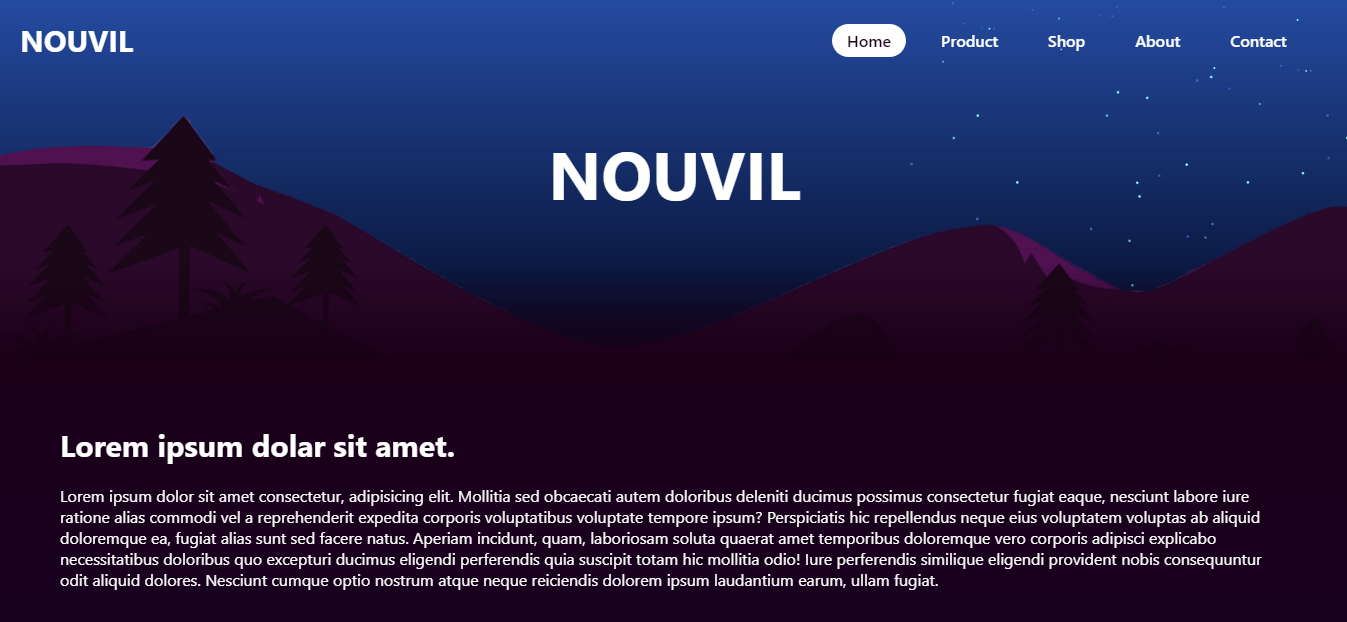 NOUVIL
Home Product Shop About Contact
NOUVIL
Lorem ipsum dolar sit amet.
Lorem ipsum dolor sit amet consectetur, adipisicing elit. Mollitia sed obcaecati autem doloribus deleniti ducimus possimus consectetur fugiat eaque, nesciunt labore iure
ratione alias commodi vel a reprehenderit expedita corporis voluptatibus voluptate tempore ipsum? Perspiciatis hic repellendus neque eius voluptatem voluptas ab aliquid
doloremque ea, fugiat alias sunt sed facere natus. Aperiam incidunt, quam, laboriosam soluta quaerat amet temporibus doloremque vero corporis adipisci explicabo
necessitatibus doloribus quo excepturi ducimus eligendi perferendis quia suscipit totam hic mollitia odio! Iure perferendis similique eligendi provident nobis consequuntur
odit aliquid dolores. Nesciunt cumque optio nostrum atque neque reiciendis dolorem ipsum laudantium earum, ullam fugiat.